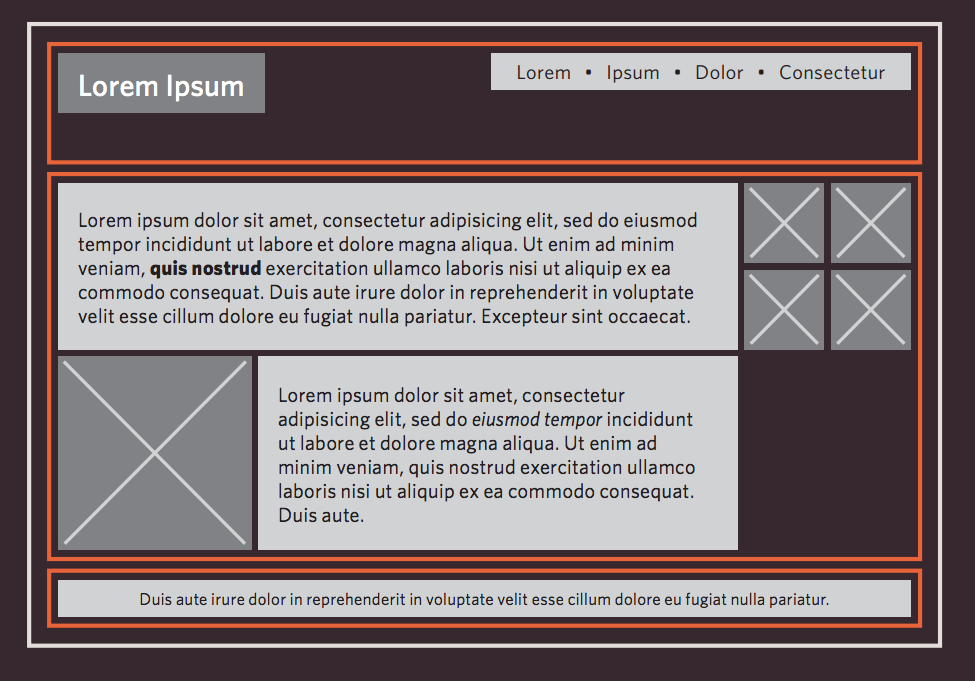 Lorem Ipsum
Lorem • Ipsum • Dolor • Consectetur
Lorem ipsum dolor sit amet, consectetur adipisicing elit, sed do eiusmod
tempor incididunt ut labore et dolore magna aliqua. Ut enim ad minim
veniam, quis nostrud exercitation ullamco laboris nisi ut aliquip ex ea
commodo consequat. Duis aute irure dolor in reprehenderit in voluptate
velit esse cillum dolore eu fugiat nulla pariatur. Excepteur sint occaecat.
Lorem ipsum dolor sit amet, consectetur
adipisicing elit, sed do eiusmod tempor incididunt
ut labore et dolore magna aliqua. Ut enim ad
minim veniam, quis nostrud exercitation ullamco
laboris nisi ut aliquip ex ea commodo consequat.
Duis aute.
Duis aute irure dolor in reprehenderit in voluptate velit esse cillum dolore eu fugiat nulla pariatur.